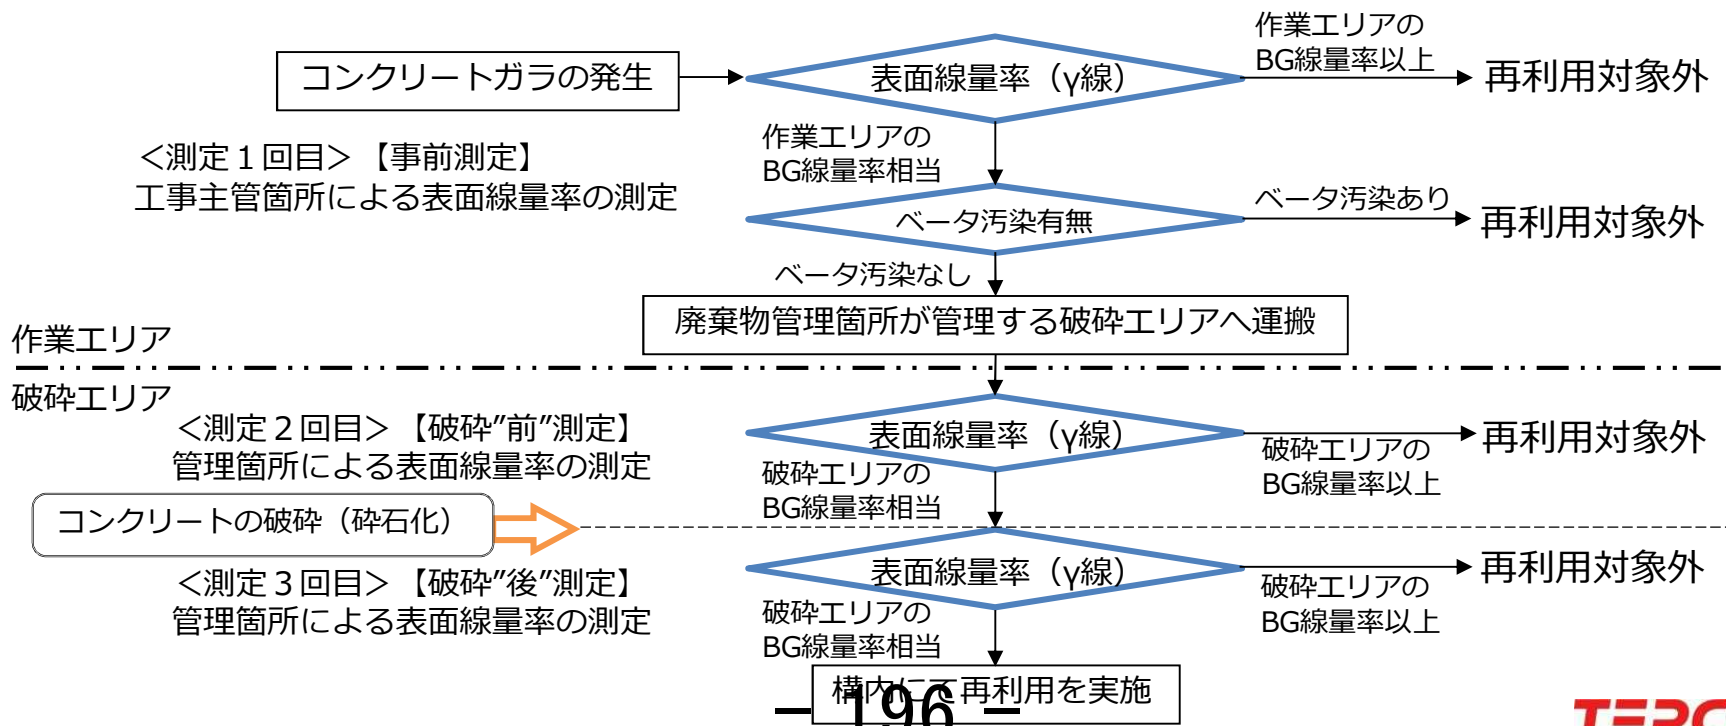 コンクリートガラの発生
表面線量率（γ線）
作業エリアの
BG線量率以上
再利用対象外
作業エリアの
BG線量率相当
＜測定１回目＞【事前測定】
工事主管箇所による表面線量率の測定
ベータ汚染有無
ベータ汚染あり
再利用対象外
ベータ汚染なし
廃棄物管理箇所が管理する破砕エリアへ運搬
作業エリア
破砕エリア
＜測定２回目＞【破砕”前”測定】
管理箇所による表面線量率の測定
表面線量率（γ線）
破砕エリアの
BG線量率以上
再利用対象外
破砕エリアの
BG線量率相当
コンクリートの破砕（砕石化）
＜測定３回目＞【破砕”後”測定】
管理箇所による表面線量率の測定
表面線量率（γ線）
破砕エリアの
BG線量率以上
再利用対象外
破砕エリアの
BG線量率相当
構内にて再利用を実施
－196－